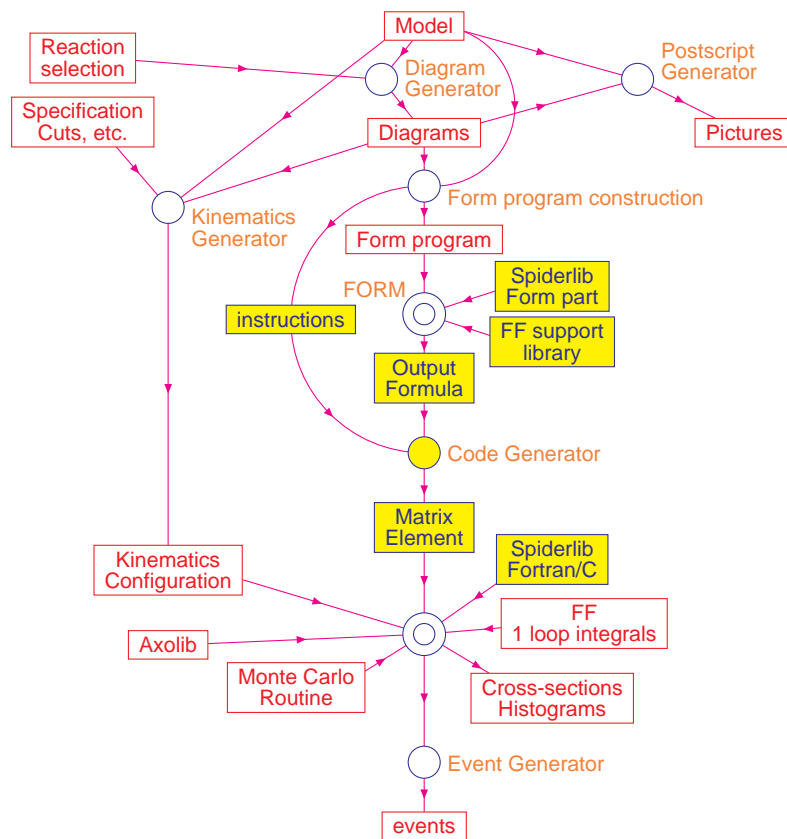 Model
Reaction
selection
Diagram
Generator
Postscript
Generator
Specification
Cuts, etc.
Diagrams
Pictures
Kinematics
Generator
Form program construction
Form program
FORM
Spiderlib
Form part
instructions
FF support
library
Output
Formula
Code Generator
Matrix
Element
Spiderlib
Fortran/C
Kinematics
Configuration
FF
1 loop integrals
Axolib
Monte Carlo
Routine
Cross-sections
Histograms
Event Generator
events